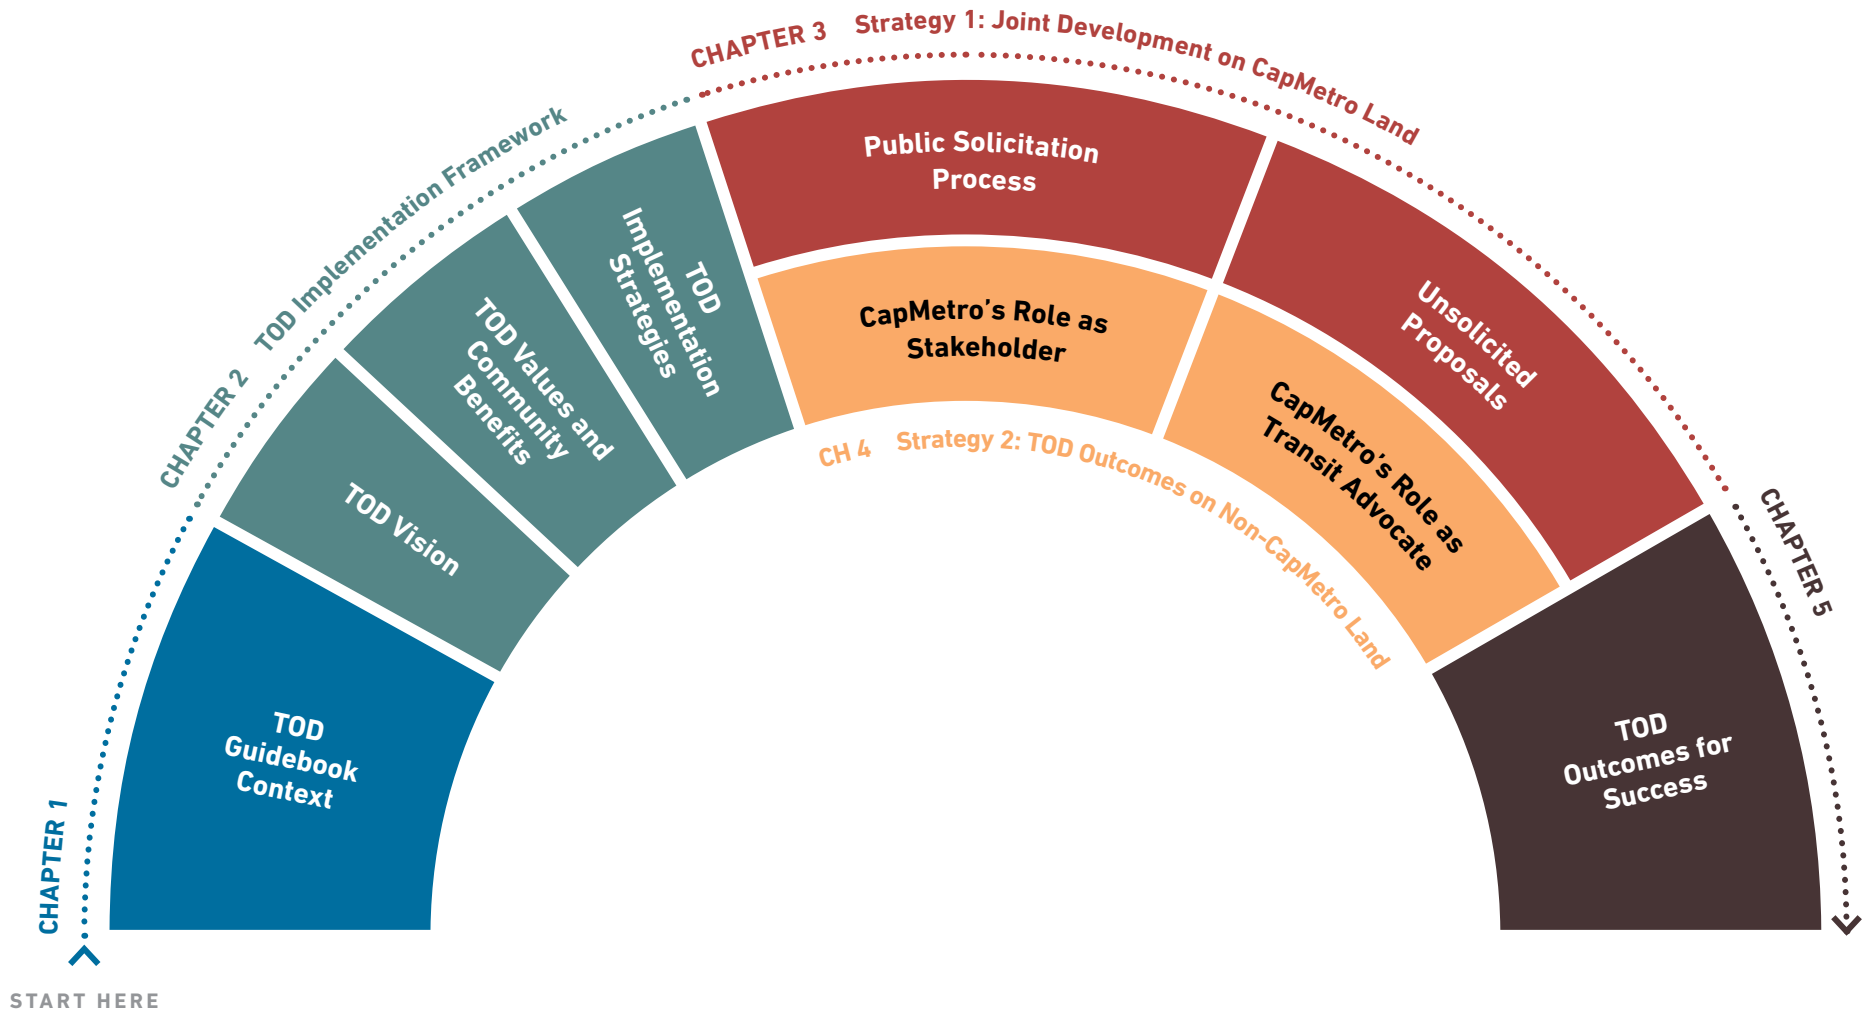 START HERE
CHAPTER 1
TOD
Guidebook
Context
CHAPTER 2
TOD Implementation Framework
TOD Vision
TOD Values and
Community
Benefits
TOD
Implementation
Strategies
CHAPTER 3
Strategy 1: Joint Development on CapMetro Land
Public Solicitation
Process
Unsolicited
Proposals
CapMetro’s Role as
Stakeholder
CapMetro’s Role as
Transit Advocate
CH 4
Strategy 2: TOD Outcomes on Non-CapMetro Land
CHAPTER 5
TOD
Outcomes for
Success